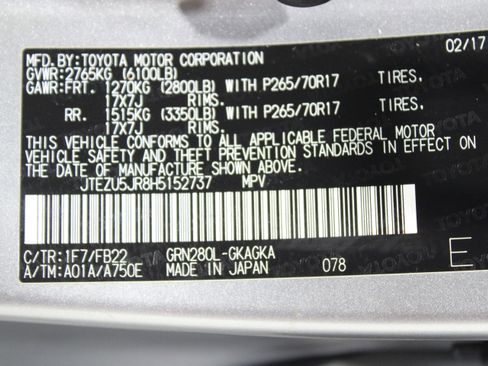 MFD.BY:TOYOTA MOTOR CORPORATION 02/17
GVWR:2765KG (6100LB)
GAWR:FRT. 1270KG (2800LB) WITH P265/70R17 TIRES,
17X7J RIMS.
RR. 1515KG (3350LB) WITH P265/70R17 TIRES,
17X7J RIMS.
THIS VEHICLE CONFORMS TO ALL APPLICABLE FEDERAL MOTOR
VEHICLE SAFETY AND THEFT PREVENTION STANDARDS IN EFFECT ON
THE DATE OF MANUFACTURE SHOWN ABOVE.
JTEZU5JR8H5152737 MPV
C/TR:1F7/FB22 GRN280L-GKAGKA
A/TM:A01A/A750E MADE IN JAPAN 078 E